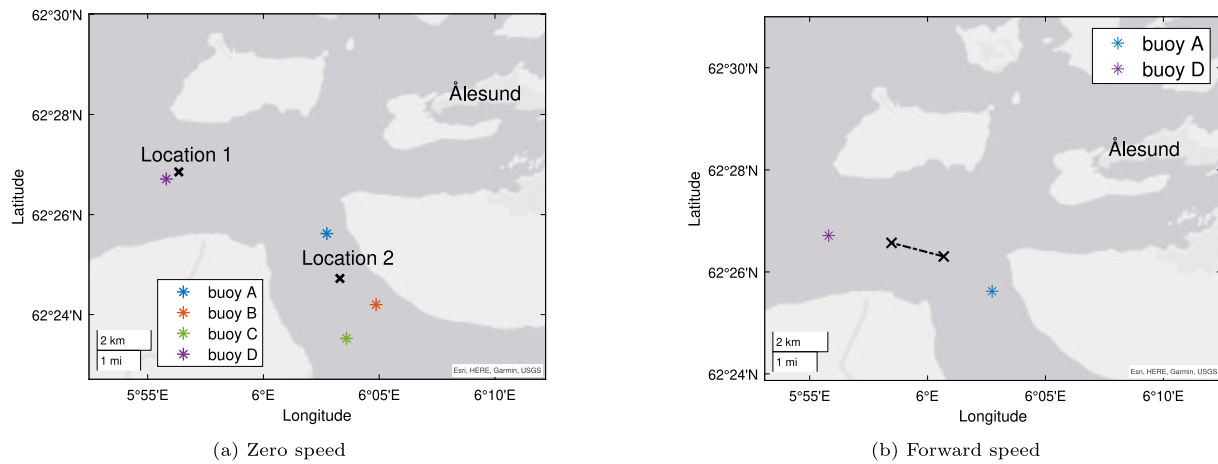 62°30'N
62°28'N
62°26'N
62°24'N
Latitude
Ålesund
Location 1
Location 2
buoy A
buoy B
buoy C
buoy D
2 km
1 mi
Esri, HERE, Garmin, USGS
5°55'E
6°E
6°05'E
6°10'E
Longitude
(a) Zero speed
62°30'N
62°28'N
62°26'N
62°24'N
Latitude
buoy A
buoy D
Ålesund
2 km
1 mi
Esri, HERE, Garmin, USGS
5°55'E
6°E
6°05'E
6°10'E
Longitude
(b) Forward speed